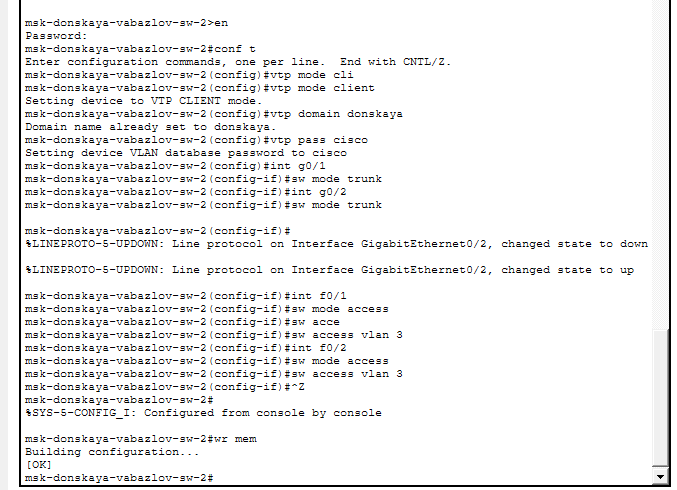 msk-donskaya-vabazlov-sw-2>en
Password:
msk-donskaya-vabazlov-sw-2#conf t
Enter configuration commands, one per line.  End with CNTL/Z.
msk-donskaya-vabazlov-sw-2(config)#vtp mode cli
msk-donskaya-vabazlov-sw-2(config)#vtp mode client
Setting device to VTP CLIENT mode.
msk-donskaya-vabazlov-sw-2(config)#vtp domain donskaya
Domain name already set to donskaya.
msk-donskaya-vabazlov-sw-2(config)#vtp pass cisco
Setting device VLAN database password to cisco
msk-donskaya-vabazlov-sw-2(config)#int g0/1
msk-donskaya-vabazlov-sw-2(config-if)#sw mode trunk
msk-donskaya-vabazlov-sw-2(config-if)#int g0/2
msk-donskaya-vabazlov-sw-2(config-if)#sw mode trunk
msk-donskaya-vabazlov-sw-2(config-if)#
%LINEPROTO-5-UPDOWN: Line protocol on Interface GigabitEthernet0/2, changed state to down
%LINEPROTO-5-UPDOWN: Line protocol on Interface GigabitEthernet0/2, changed state to up
msk-donskaya-vabazlov-sw-2(config-if)#int f0/1
msk-donskaya-vabazlov-sw-2(config-if)#sw mode access
msk-donskaya-vabazlov-sw-2(config-if)#sw acce
msk-donskaya-vabazlov-sw-2(config-if)#sw access vlan 3
msk-donskaya-vabazlov-sw-2(config-if)#int f0/2
msk-donskaya-vabazlov-sw-2(config-if)#sw mode access
msk-donskaya-vabazlov-sw-2(config-if)#sw access vlan 3
msk-donskaya-vabazlov-sw-2(config-if)#^Z
msk-donskaya-vabazlov-sw-2#
%SYS-5-CONFIG_I: Configured from console by console
msk-donskaya-vabazlov-sw-2#wr mem
Building configuration...
[OK]
msk-donskaya-vabazlov-sw-2#